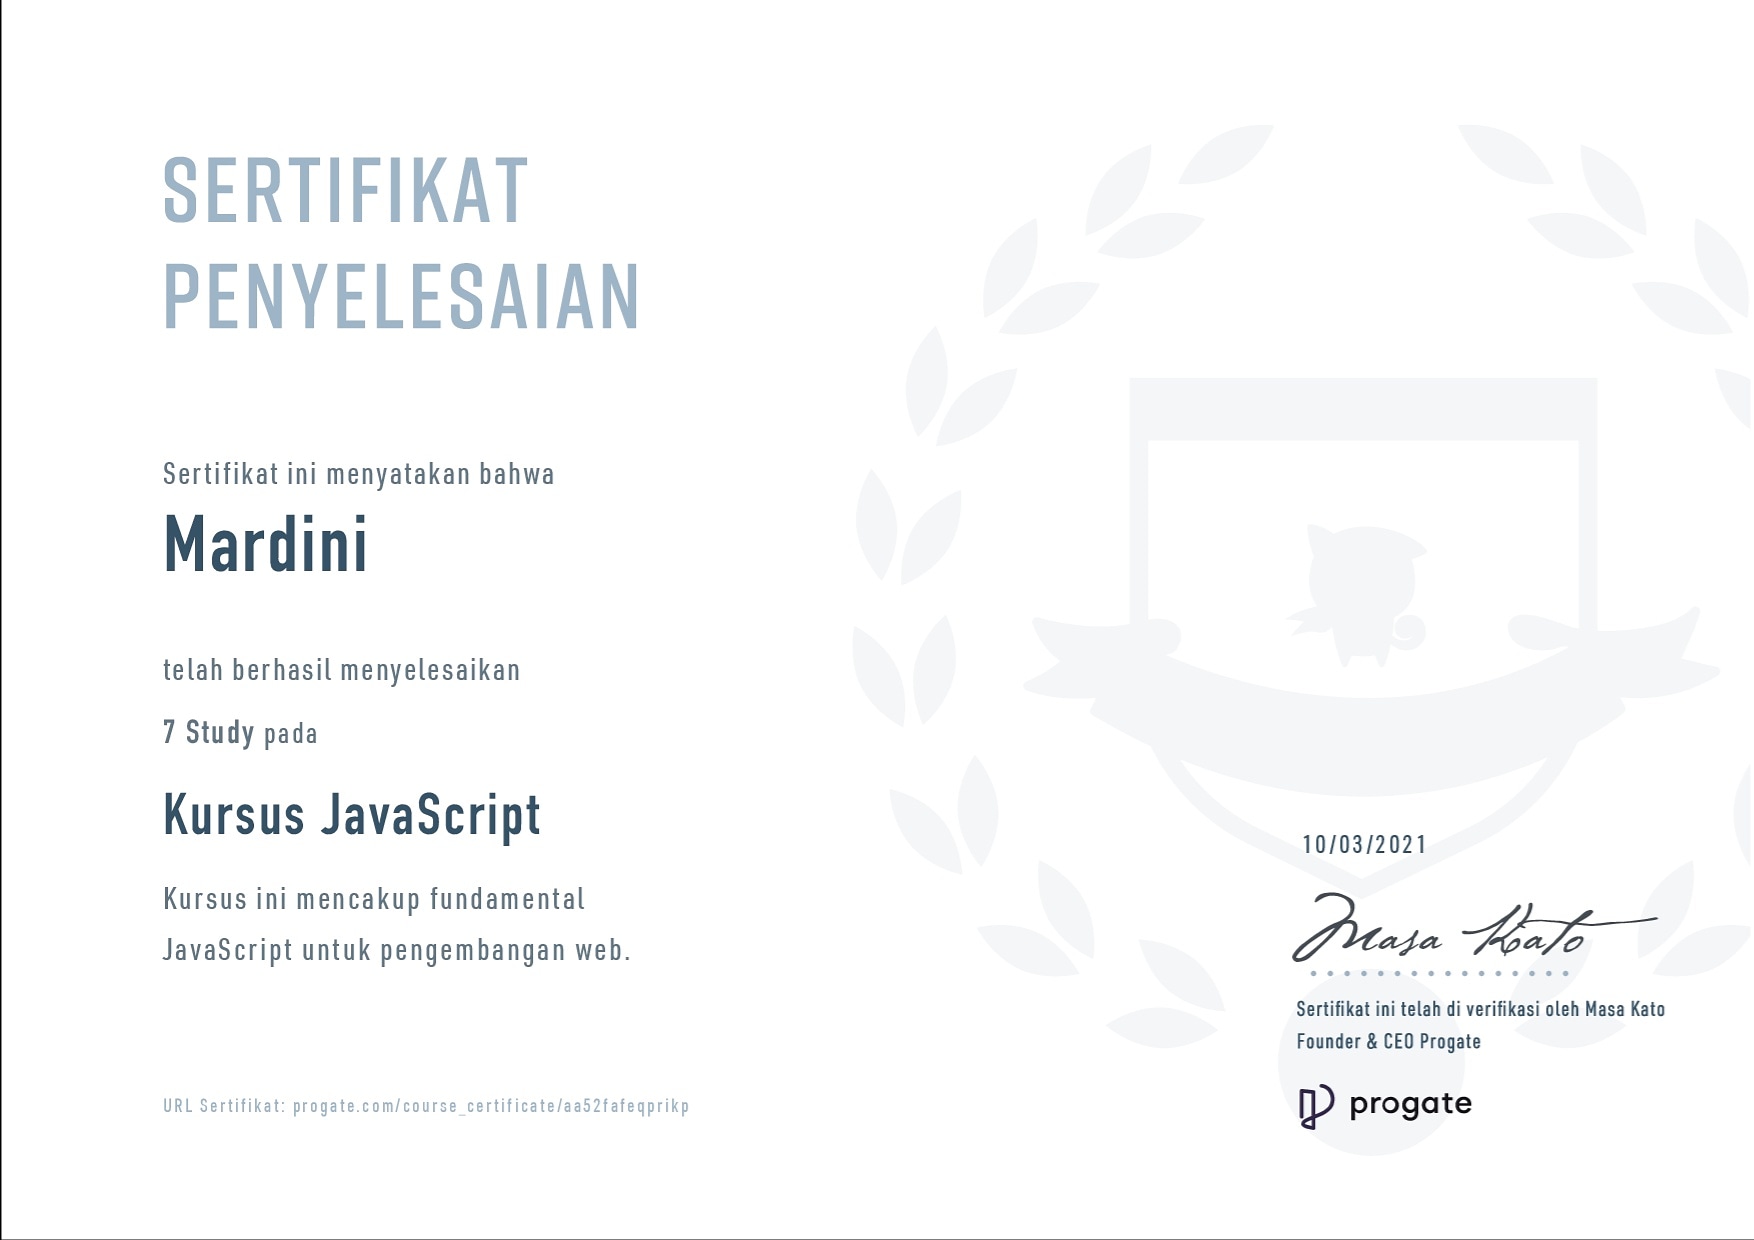 SERTIFIKAT
PENYELESAIAN
Sertifikat ini menyatakan bahwa
Mardini
telah berhasil menyelesaikan
7 Study pada
Kursus JavaScript
Kursus ini mencakup fundamental
JavaScript untuk pengembangan web.
URL Sertifikat: progate.com/course_certificate/aa52fafeqprikp
10/03/2021
Masa Kato
Sertifikat ini telah di verifikasi oleh Masa Kato
Founder & CEO Progate
progate